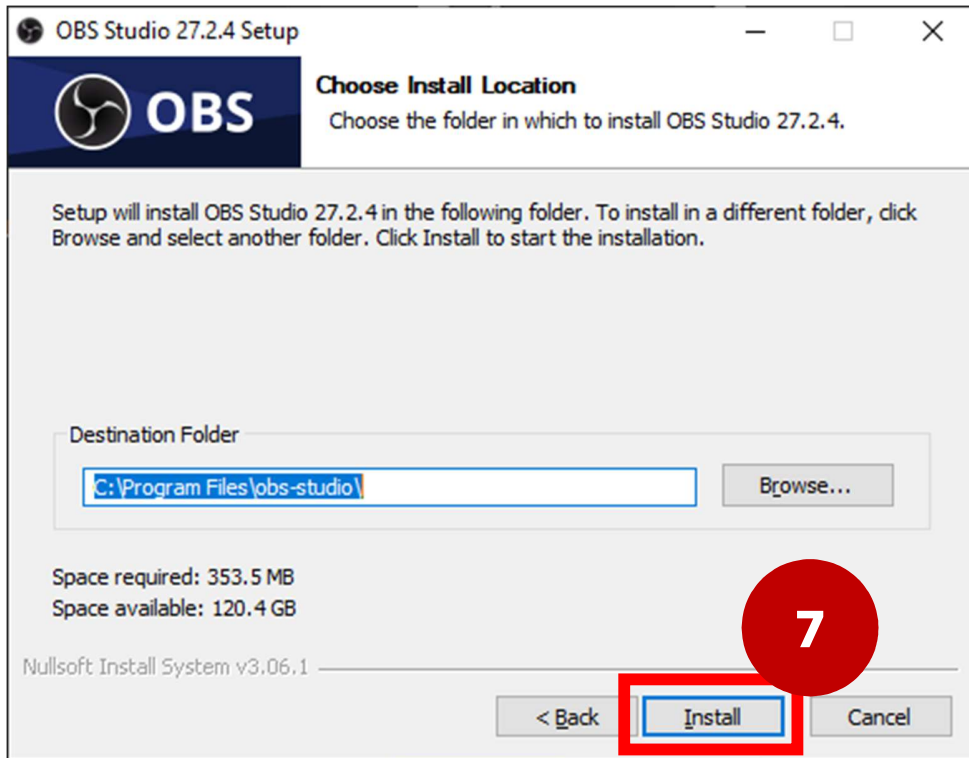 OBS Studio 27.2.4 Setup
OBS
Choose Install Location
Choose the folder in which to install OBS Studio 27.2.4.
Setup will install OBS Studio 27.2.4 in the following folder. To install in a different folder, click
Browse and select another folder. Click Install to start the installation.
Destination Folder
C:\Program Files\obs-studio\
Browse...
Space required: 353.5 MB
Space available: 120.4 GB
7
Nullsoft Install System v3.06.1
< Back
Install
Cancel